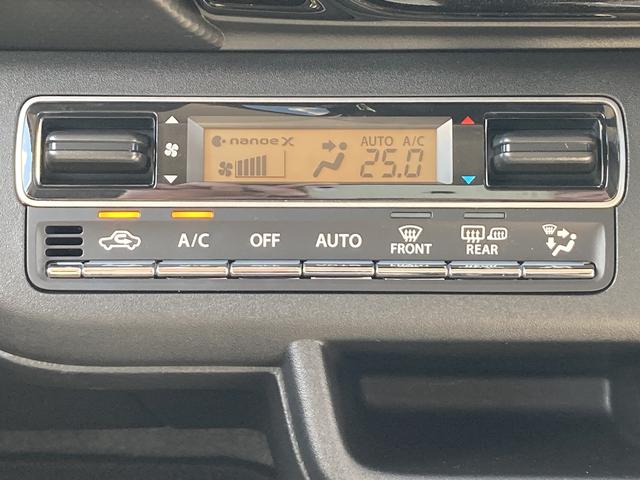 nanoeX
AUTO A/C
25.0
A/C OFF AUTO FRONT REAR